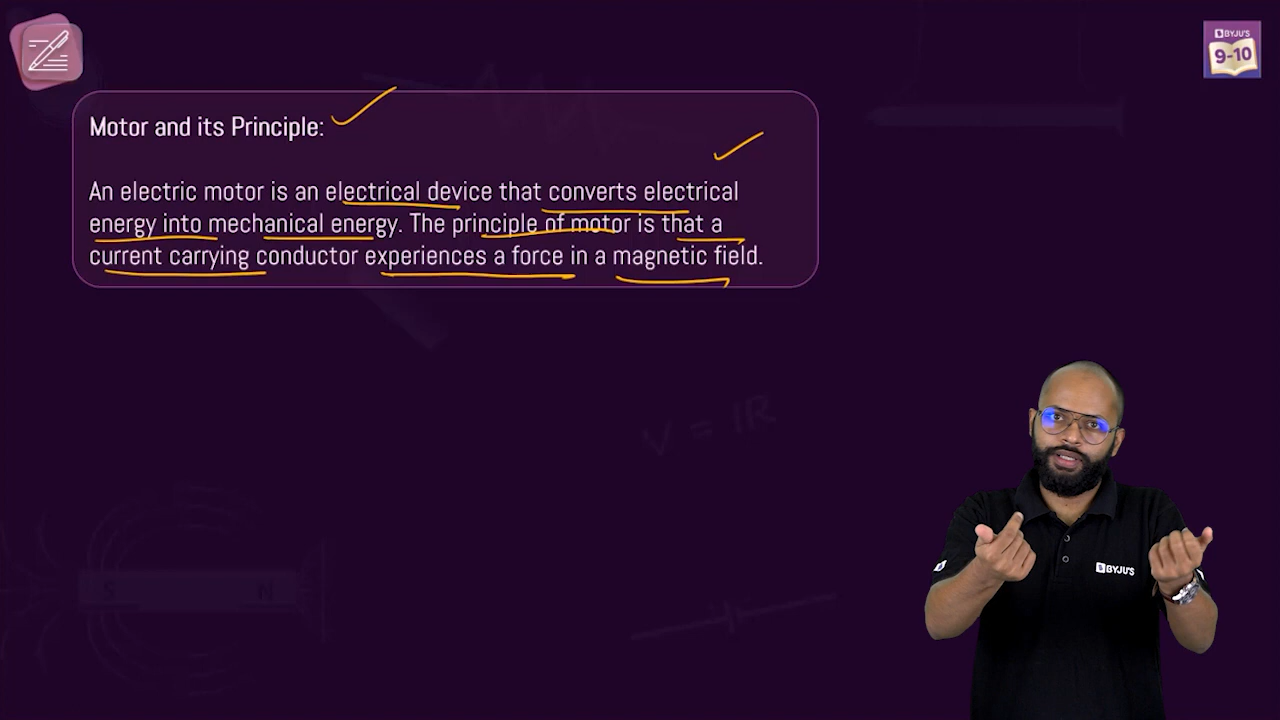 BYJU'S
9-10
Motor and its Principle:
An electric motor is an electrical device that converts electrical
energy into mechanical energy. The principle of motor is that a
current carrying conductor experiences a force in a magnetic field.
V = IR
S N
BYJU'S